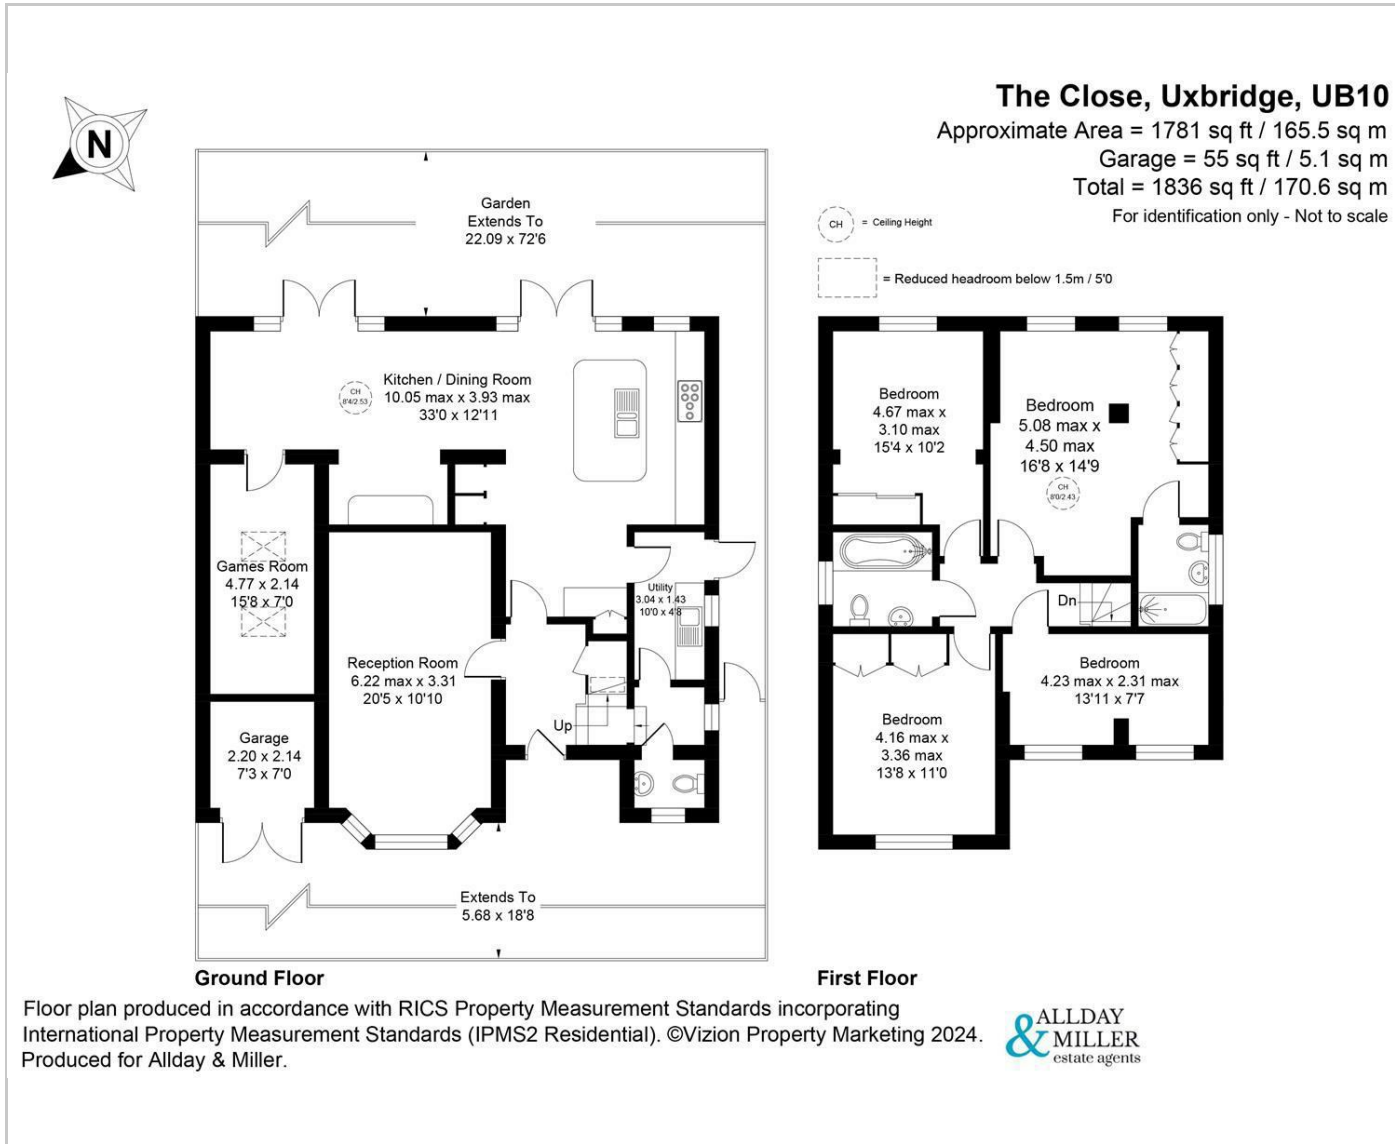 The Close, Uxbridge, UB10
Approximate Area = 1781 sq ft / 165.5 sq m
Garage = 55 sq ft / 5.1 sq m
Total = 1836 sq ft / 170.6 sq m
For identification only - Not to scale
N
CH = Ceiling Height
= Reduced headroom below 1.5m / 5'0
Garden
Extends To
22.09 x 72'6
Kitchen / Dining Room
10.05 max x 3.93 max
33'0 x 12'11
CH
8'4/2.53
Games Room
4.77 x 2.14
15'8 x 7'0
Utility
3.04 x 1.43
10'0 x 4'8
Reception Room
6.22 max x 3.31
20'5 x 10'10
Up
Garage
2.20 x 2.14
7'3 x 7'0
Extends To
5.68 x 18'8
Ground Floor
Bedroom
4.67 max x
3.10 max
15'4 x 10'2
Bedroom
5.08 max x
4.50 max
16'8 x 14'9
CH
8'0/2.43
Dn
Bedroom
4.23 max x 2.31 max
13'11 x 7'7
Bedroom
4.16 max x
3.36 max
13'8 x 11'0
First Floor
Floor plan produced in accordance with RICS Property Measurement Standards incorporating
International Property Measurement Standards (IPMS2 Residential). ©Vizion Property Marketing 2024.
Produced for Allday & Miller.
ALLDAY
& MILLER
estate agents